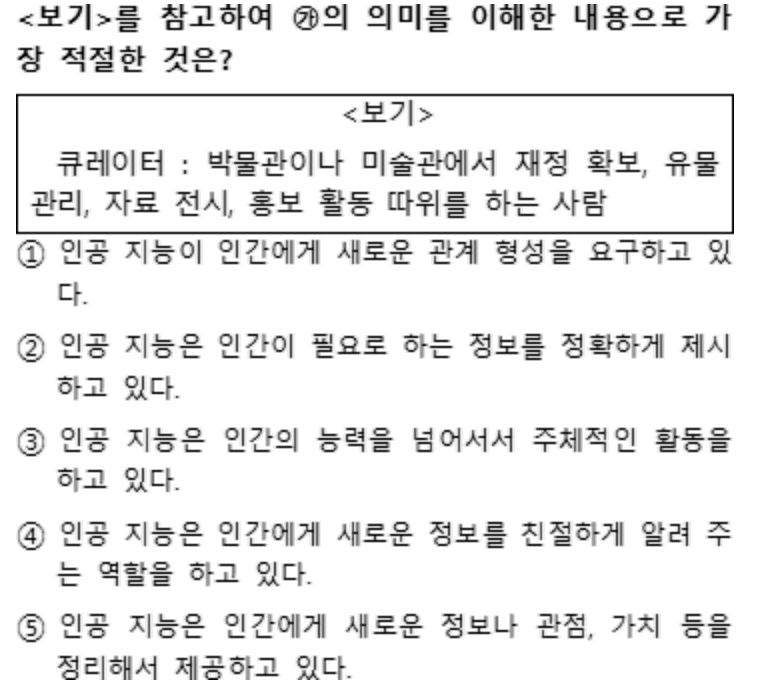 <보기>를 참고하여 ㉮의 의미를 이해한 내용으로 가
장 적절한 것은?
<보기>
큐레이터 : 박물관이나 미술관에서 재정 확보, 유물
관리, 자료 전시, 홍보 활동 따위를 하는 사람
① 인공 지능이 인간에게 새로운 관계 형성을 요구하고 있
다.
② 인공 지능은 인간이 필요로 하는 정보를 정확하게 제시
하고 있다.
③ 인공 지능은 인간의 능력을 넘어서서 주체적인 활동을
하고 있다.
④ 인공 지능은 인간에게 새로운 정보를 친절하게 알려 주
는 역할을 하고 있다.
⑤ 인공 지능은 인간에게 새로운 정보나 관점, 가치 등을
정리해서 제공하고 있다.